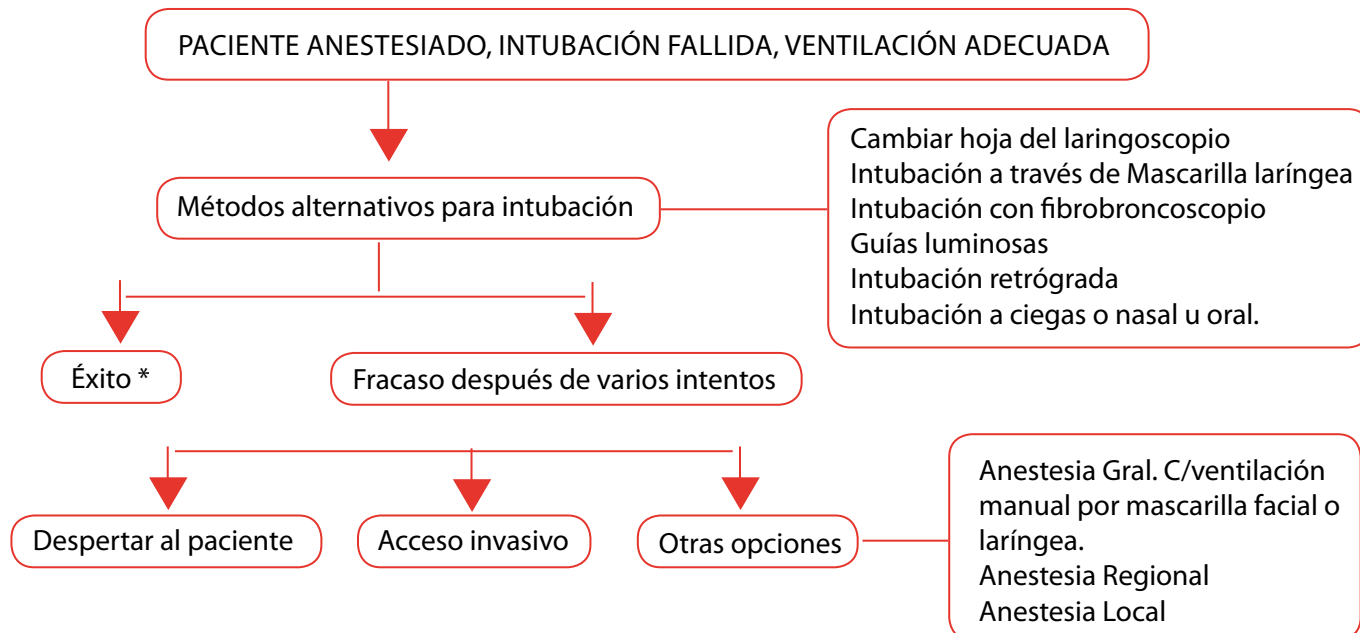 PACIENTE ANESTESIADO, INTUBACIÓN FALLIDA, VENTILACIÓN ADECUADA
Métodos alternativos para intubación
Cambiar hoja del laringoscopio
Intubación a través de Mascarilla laríngea
Intubación con fibrobroncoscopio
Guías luminosas
Intubación retrógrada
Intubación a ciegas o nasal u oral.
Éxito *
Fracaso después de varios intentos
Despertar al paciente
Acceso invasivo
Otras opciones
Anestesia Gral. C/ventilación
manual por mascarilla facial o
laríngea.
Anestesia Regional
Anestesia Local